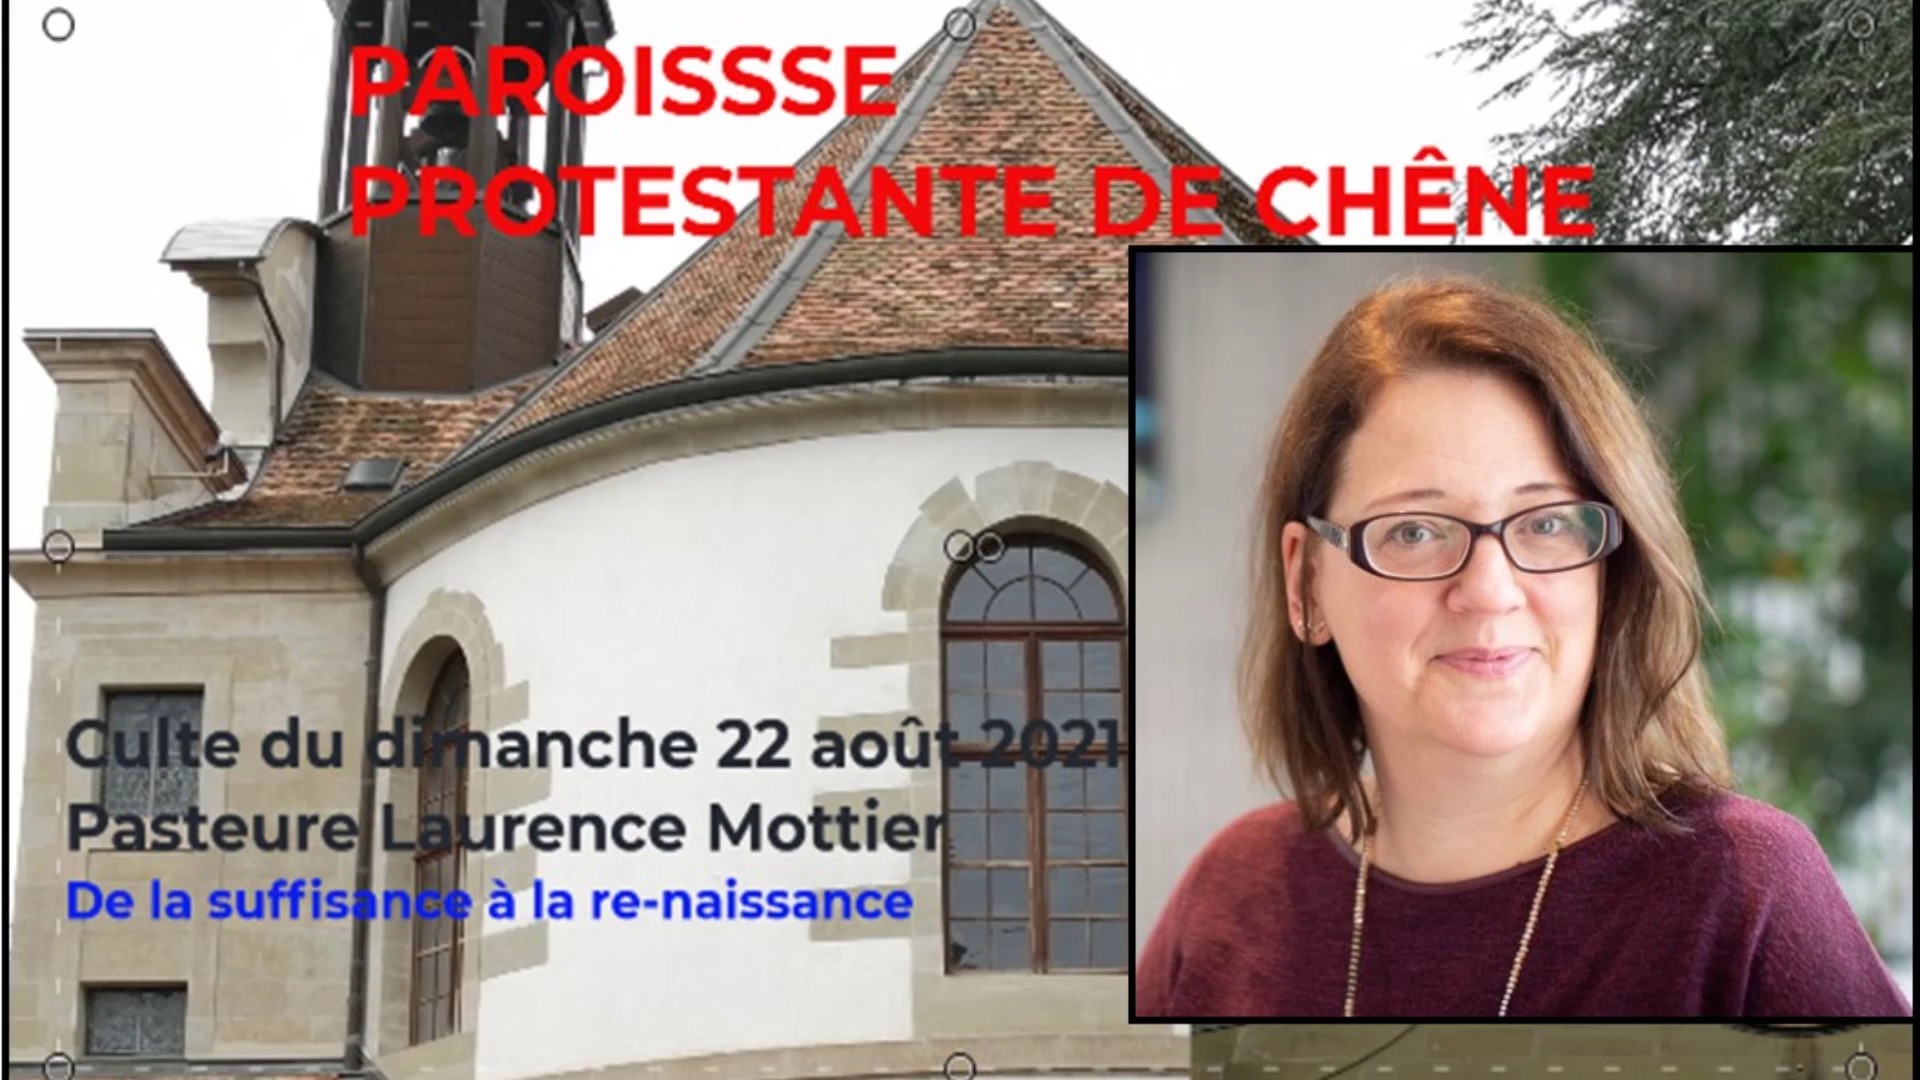 PAROISSSE
PROTESTANTE DE CHÊNE
Culte du dimanche 22 août 2021
Pasteure Laurence Mottier
De la suffisance à la re-naissance